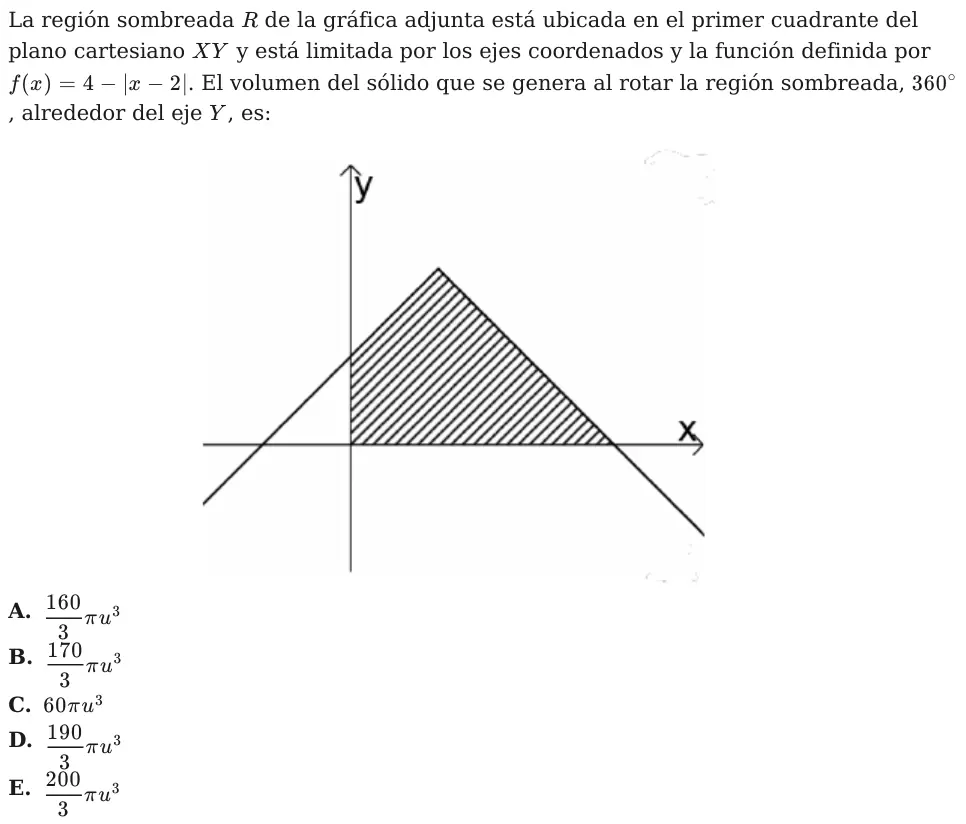 La región sombreada R de la gráfica adjunta está ubicada en el primer cuadrante del
plano cartesiano XY y está limitada por los ejes coordenados y la función definida por
f(x) = 4 − |x − 2|. El volumen del sólido que se genera al rotar la región sombreada, 360°
, alrededor del eje Y, es:
y
x
A. 160/3 πu³
B. 170/3 πu³
C. 60πu³
D. 190/3 πu³
E. 200/3 πu³